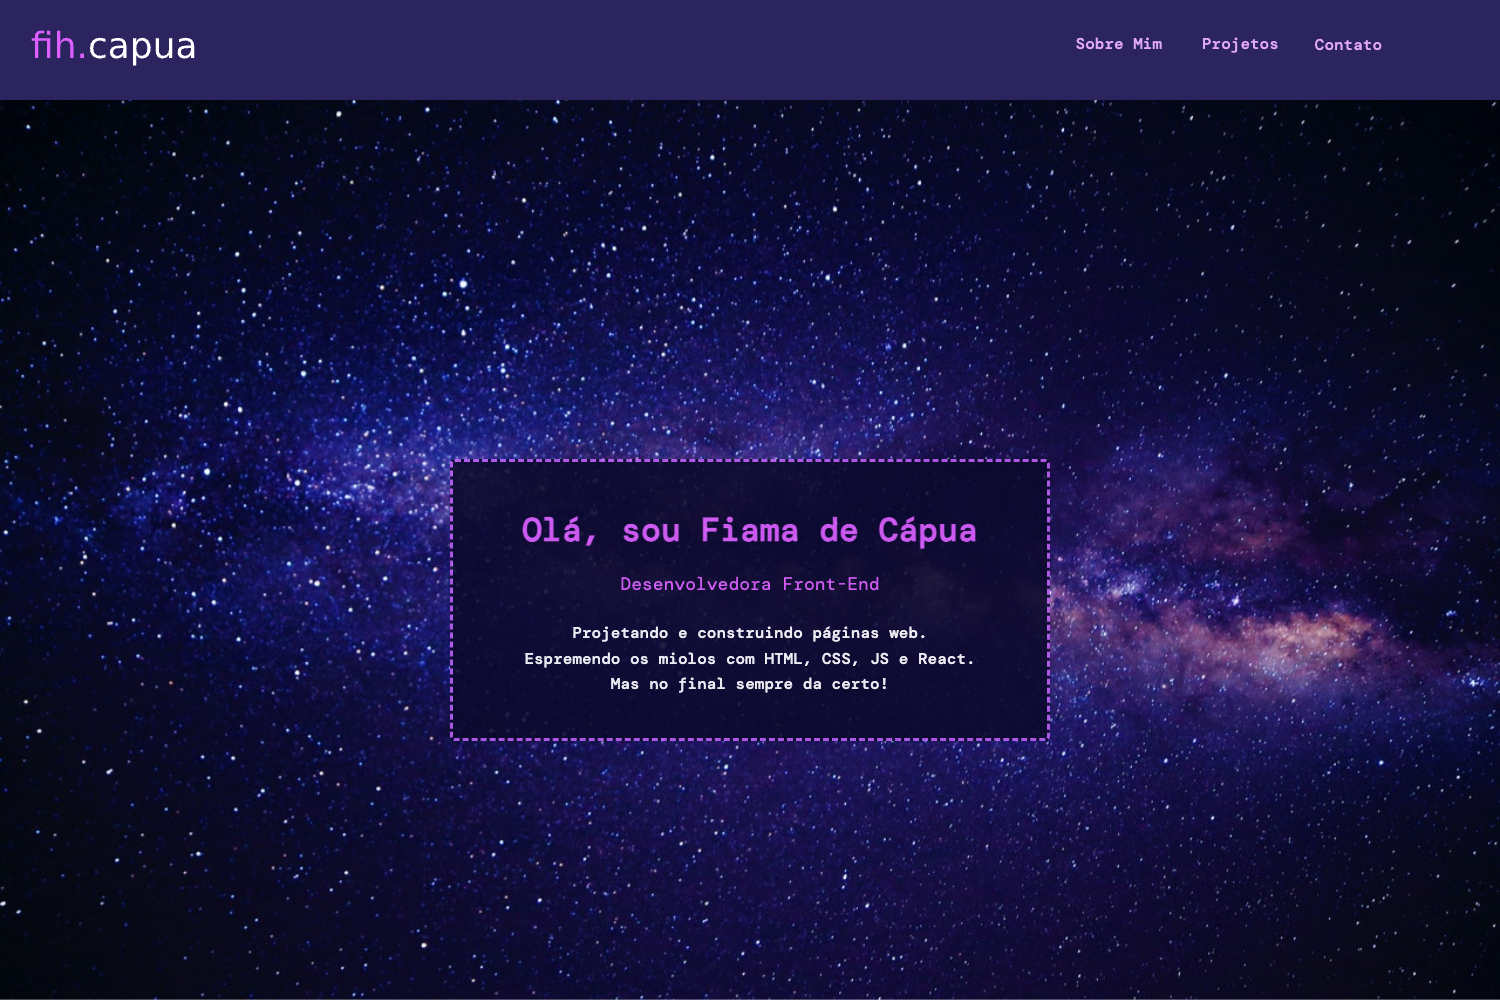 fih.capua
Sobre Mim
Projetos
Contato
Olá, sou Fiama de Cápua
Desenvolvedora Front-End
Projetando e construindo páginas web.
Espremendo os miolos com HTML, CSS, JS e React.
Mas no final sempre da certo!